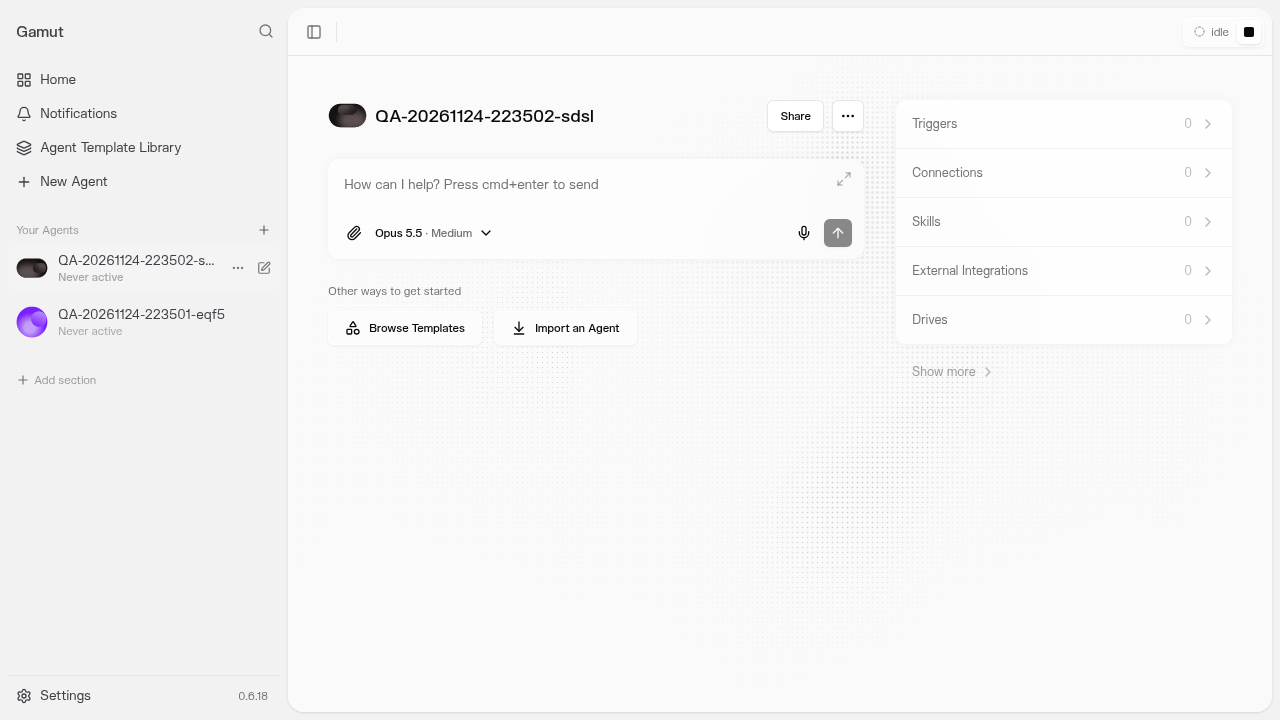 Gamut
Home
Notifications
Agent Template Library
New Agent
Your Agents
QA-20261124-223502-s...
Never active
QA-20261124-223501-eqf5
Never active
Add section
Settings
0.6.18
idle
QA-20261124-223502-sdsl
Share
How can I help? Press cmd+enter to send
Opus 5.5 · Medium
Other ways to get started
Browse Templates
Import an Agent
Triggers 0
Connections 0
Skills 0
External Integrations 0
Drives 0
Show more